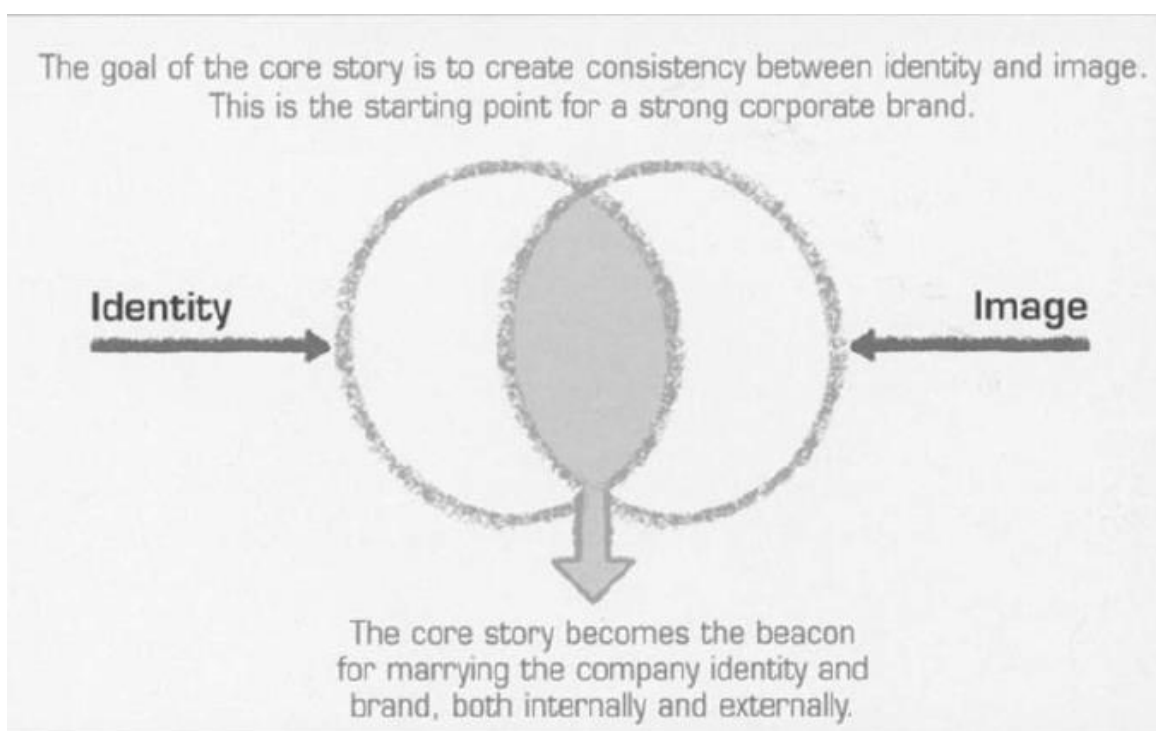 The goal of the core story is to create consistency between identity and image.
This is the starting point for a strong corporate brand.
Identity
Image
The core story becomes the beacon
for marrying the company identity and
brand, both internally and externally.